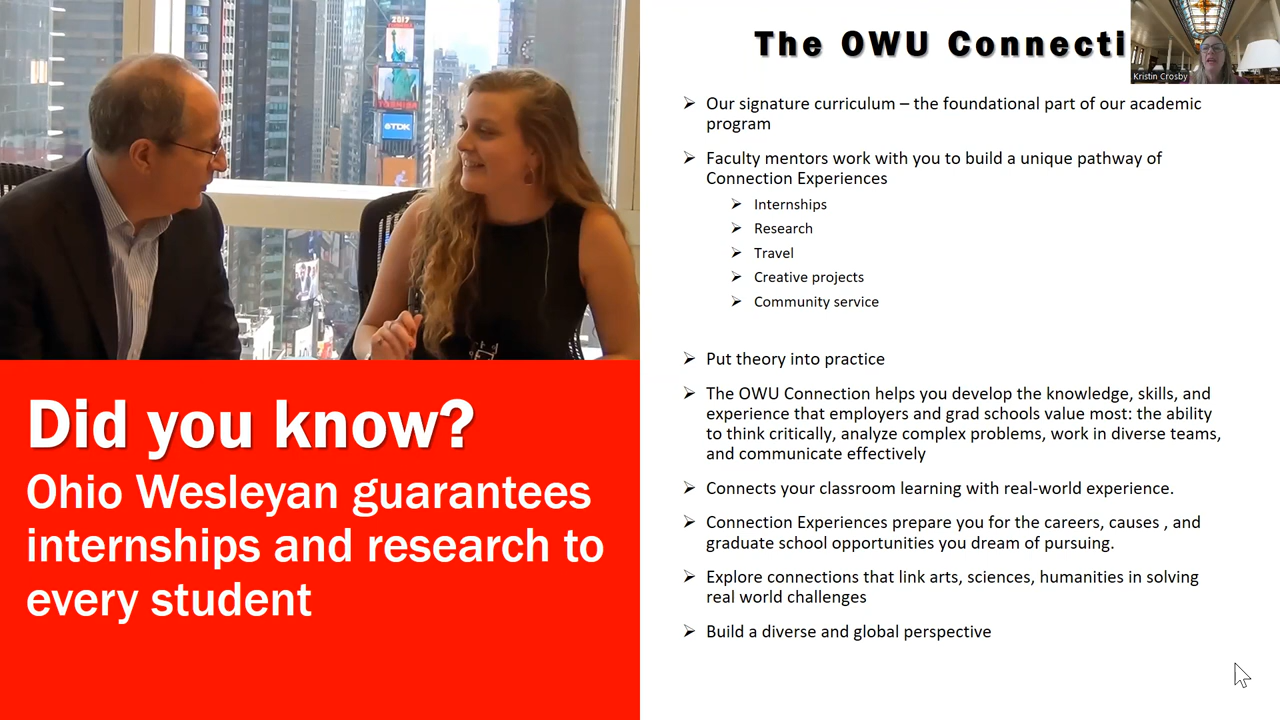 2017
TOSHIBA
TDK
Did you know?
Ohio Wesleyan guarantees
internships and research to
every student
The OWU Connecti
Kristin Crosby
Our signature curriculum – the foundational part of our academic
program
Faculty mentors work with you to build a unique pathway of
Connection Experiences
Internships
Research
Travel
Creative projects
Community service
Put theory into practice
The OWU Connection helps you develop the knowledge, skills, and
experience that employers and grad schools value most: the ability
to think critically, analyze complex problems, work in diverse teams,
and communicate effectively
Connects your classroom learning with real-world experience.
Connection Experiences prepare you for the careers, causes , and
graduate school opportunities you dream of pursuing.
Explore connections that link arts, sciences, humanities in solving
real world challenges
Build a diverse and global perspective